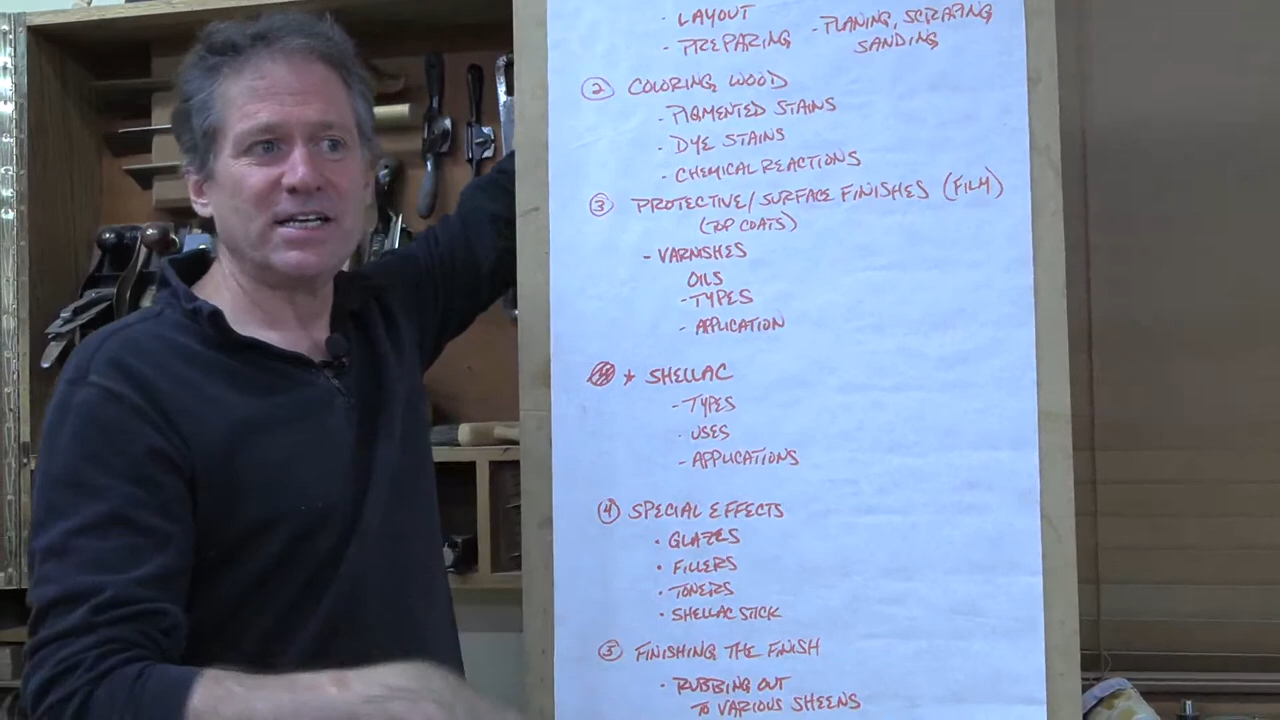 · LAYOUT
· PREPARING - PLANING, SCRAPING
SANDING
② COLORING WOOD
· PIGMENTED STAINS
· DYE STAINS
· CHEMICAL REACTIONS
③ PROTECTIVE/SURFACE FINISHES (FILM)
(TOP COATS)
- VARNISHES
OILS
- TYPES
- APPLICATION
* SHELLAC
- TYPES
· USES
- APPLICATIONS
④ SPECIAL EFFECTS
· GLAZES
· FILLERS
· TONERS
· SHELLAC STICK
⑤ FINISHING THE FINISH
· RUBBING OUT
TO VARIOUS SHEENS